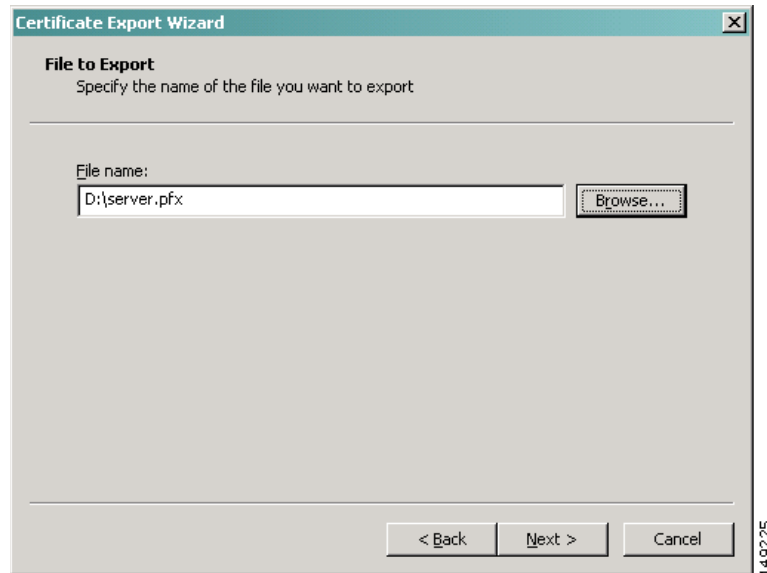 Certificate Export Wizard
File to Export
Specify the name of the file you want to export
File name:
D:\server.pfx
Browse...
< Back
Next >
Cancel
149225